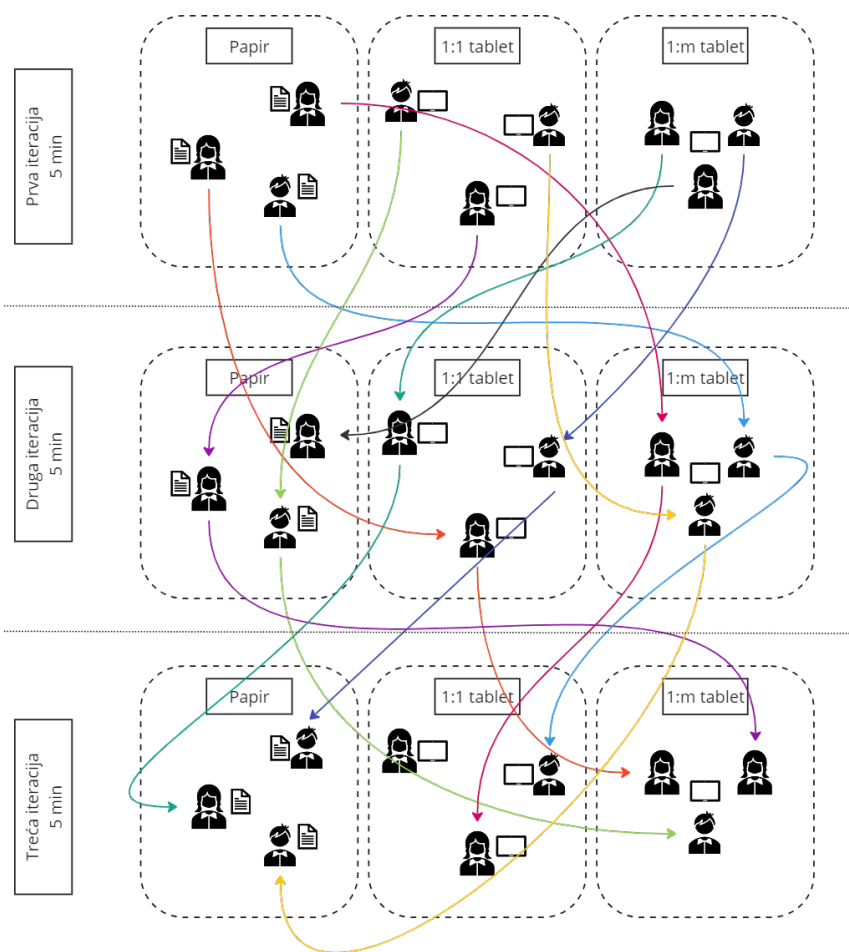 Papir
1:1 tablet
1:m tablet
Prva iteracija
5 min
Papir
1:1 tablet
1:m tablet
Druga iteracija
5 min
Papir
1:1 tablet
1:m tablet
Treća iteracija
5 min